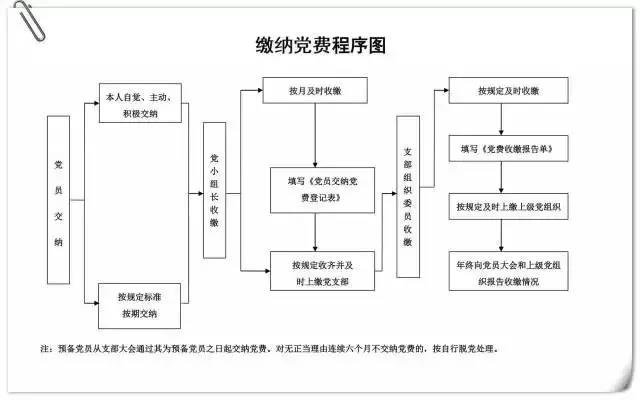 缴纳党费程序图
党员交纳
本人自觉、主动、
积极交纳
按规定标准
按期交纳
党小组长收缴
按月及时收缴
填写《党员交纳党
费登记表》
按规定收齐并及
时上缴党支部
支部组织委员收缴
按规定及时收缴
填写《党费收缴报告单》
按规定及时上缴上级党组织
年终向党员大会和上级党组
织报告收缴情况
注：预备党员从支部大会通过其为预备党员之日起交纳党费。对无正当理由连续六个月不交纳党费的，按自行脱党处理。